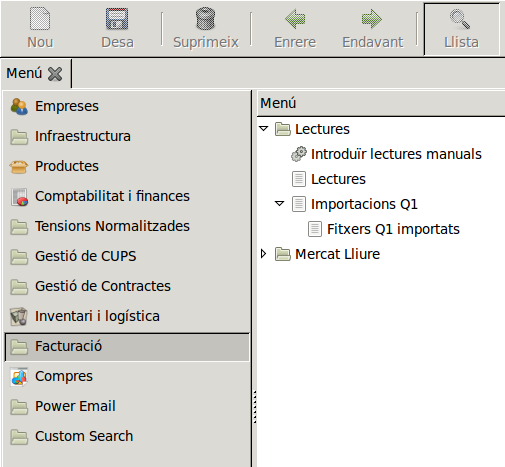 Nou Desa Suprimeix Enrere Endavant Llista
Menú
Empreses
Infraestructura
Productes
Comptabilitat i finances
Tensions Normalitzades
Gestió de CUPS
Gestió de Contractes
Inventari i logística
Facturació
Compres
Power Email
Custom Search
Menú
Lectures
Introduïr lectures manuals
Lectures
Importacions Q1
Fitxers Q1 importats
Mercat Lliure